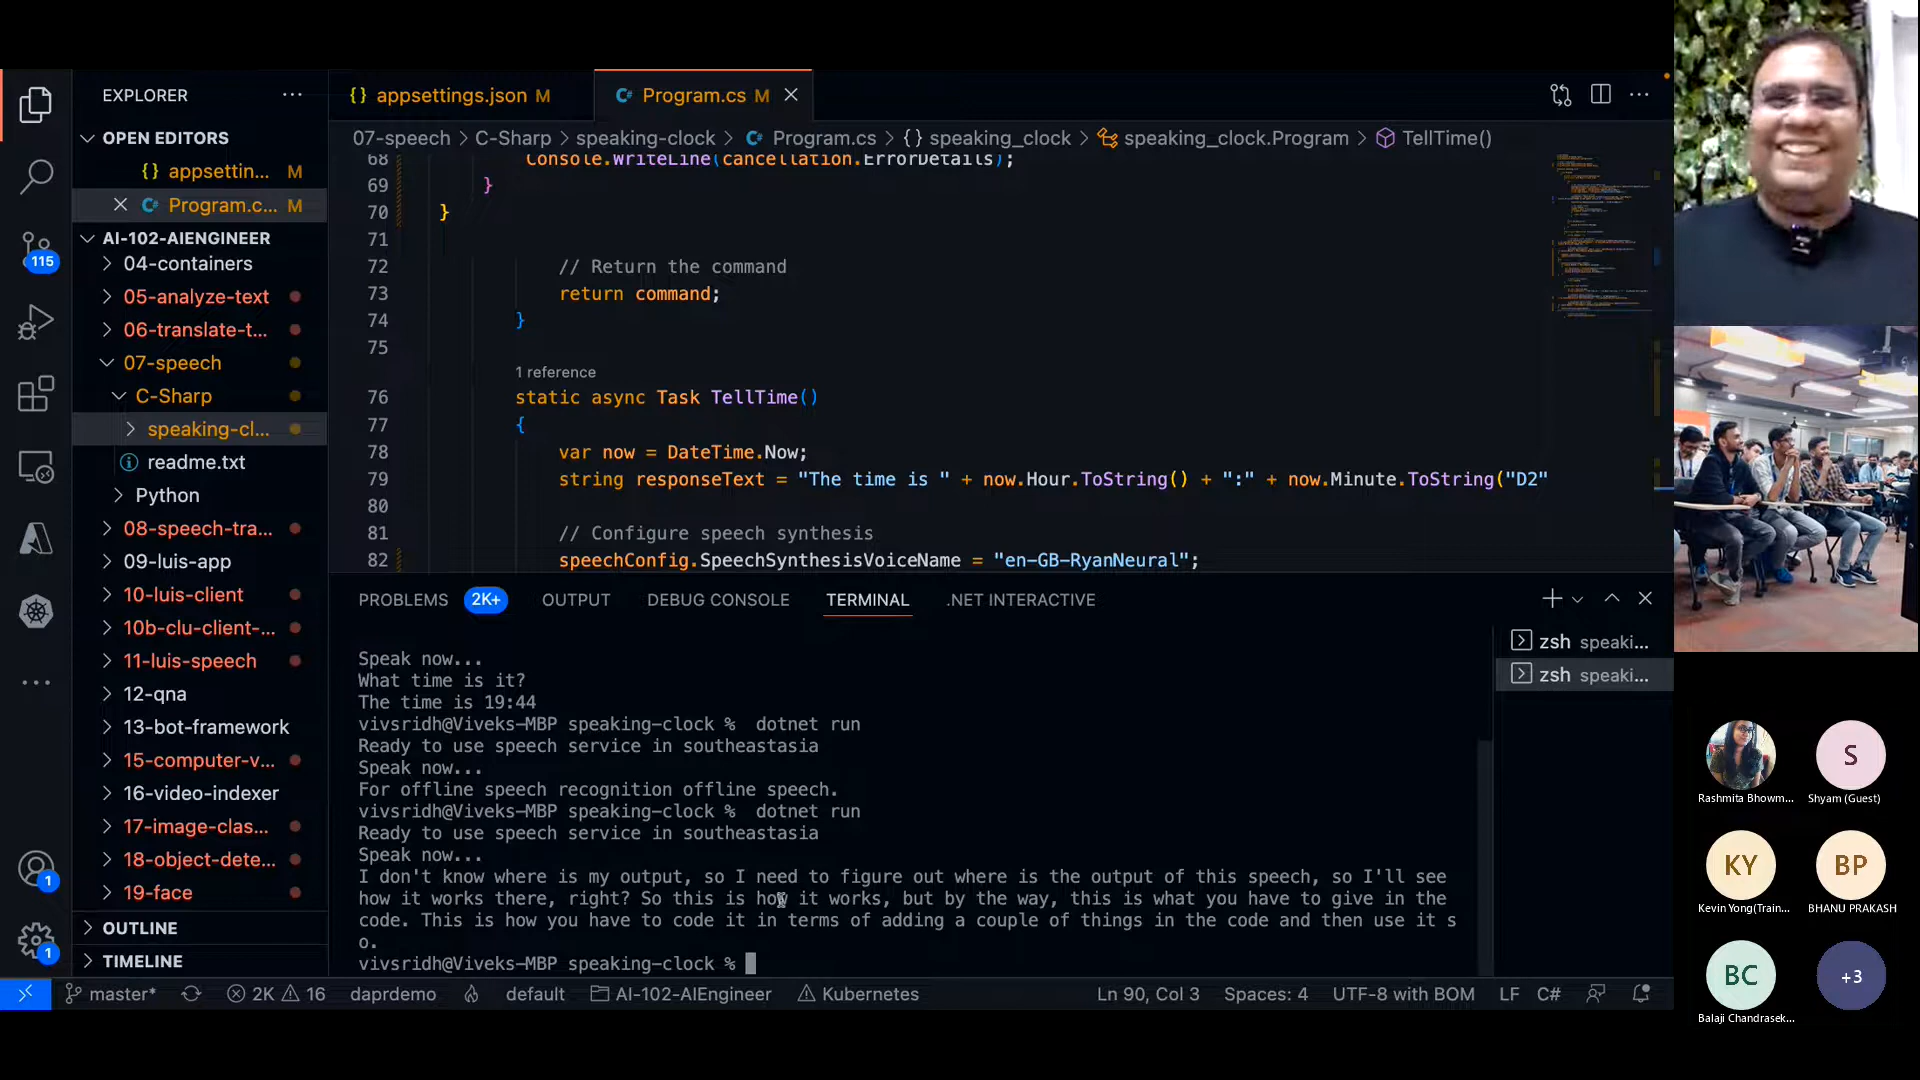 EXPLORER
OPEN EDITORS
{} appsettin... M
Program.c... M
AI-102-AIENGINEER
04-containers
05-analyze-text
06-translate-t...
07-speech
C-Sharp
speaking-cl...
readme.txt
Python
08-speech-tra...
09-luis-app
10-luis-client
10b-clu-client-...
11-luis-speech
12-qna
13-bot-framework
15-computer-v...
16-video-indexer
17-image-clas...
18-object-dete...
19-face
OUTLINE
TIMELINE
115
1
1
{} appsettings.json M
C# Program.cs M
07-speech > C-Sharp > speaking-clock > Program.cs > {} speaking_clock > speaking_clock.Program > TellTime()
68 Console.WriteLine(cancellation.ErrorDetails);
69 }
70 }
71
72 // Return the command
73 return command;
74 }
75
1 reference
76 static async Task TellTime()
77 {
78 var now = DateTime.Now;
79 string responseText = "The time is " + now.Hour.ToString() + ":" + now.Minute.ToString("D2"
80
81 // Configure speech synthesis
82 speechConfig.SpeechSynthesisVoiceName = "en-GB-RyanNeural";
PROBLEMS 2K+ OUTPUT DEBUG CONSOLE TERMINAL .NET INTERACTIVE
Speak now...
What time is it?
The time is 19:44
vivsridh@Viveks-MBP speaking-clock % dotnet run
Ready to use speech service in southeastasia
Speak now...
For offline speech recognition offline speech.
vivsridh@Viveks-MBP speaking-clock % dotnet run
Ready to use speech service in southeastasia
Speak now...
I don't know where is my output, so I need to figure out where is the output of this speech, so I'll see
how it works there, right? So this is how it works, but by the way, this is what you have to give in the
code. This is how you have to code it in terms of adding a couple of things in the code and then use it s
o.
vivsridh@Viveks-MBP speaking-clock %
zsh speaki...
zsh speaki...
master* 2K 16 daprdemo default AI-102-AIEngineer Kubernetes
Ln 90, Col 3 Spaces: 4 UTF-8 with BOM LF C#
S
Rashmita Bhowm... Shyam (Guest)
KY BP
Kevin Yong(Train... BHANU PRAKASH
BC +3
Balaji Chandrasek...